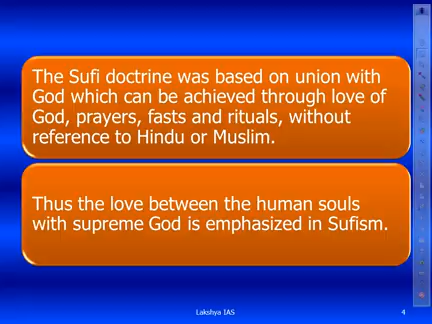 The Sufi doctrine was based on union with
God which can be achieved through love of
God, prayers, fasts and rituals, without
reference to Hindu or Muslim.
Thus the love between the human souls
with supreme God is emphasized in Sufism.
Lakshya IAS
4